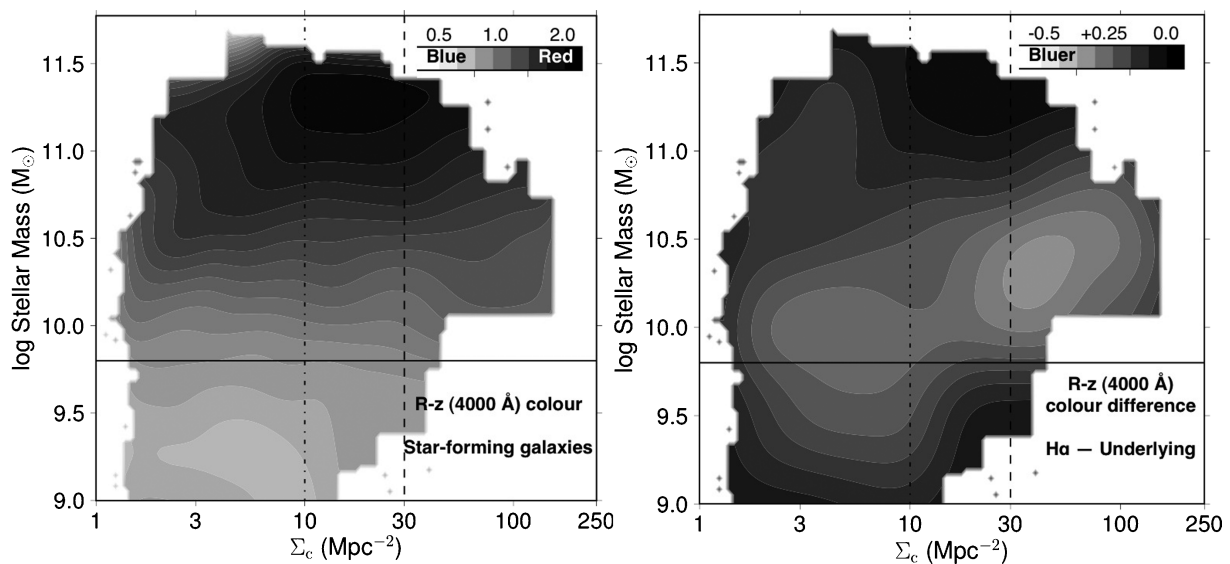 0.5 1.0 2.0
Blue Red
11.5
11.0
10.5
10.0
9.5
9.0
log Stellar Mass (M☉)
R-z (4000 Å) colour
Star-forming galaxies
1 3 10 30 100 250
Σc (Mpc−2)
-0.5 +0.25 0.0
Bluer
11.5
11.0
10.5
10.0
9.5
9.0
log Stellar Mass (M☉)
R-z (4000 Å)
colour difference
Hα — Underlying
1 3 10 30 100 250
Σc (Mpc−2)